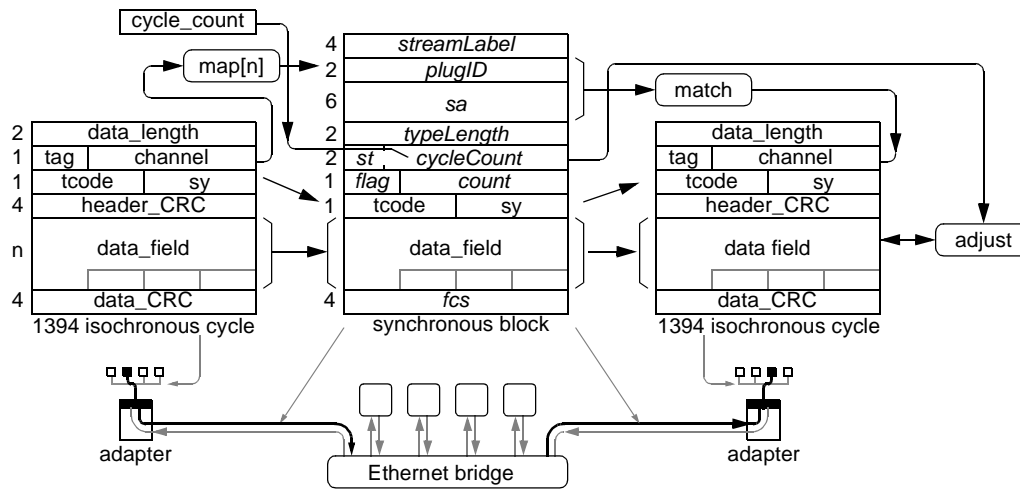 cycle_count
map[n]
4 streamLabel
2 plugID
6 sa
match
2 data_length
2 typeLength
data_length
1 tag channel
2 st cycleCount
tag channel
1 tcode sy
1 flag count
tcode sy
4 header_CRC
1 tcode sy
header_CRC
n data_field
data_field
data field
adjust
4 data_CRC
4 fcs
data_CRC
1394 isochronous cycle
synchronous block
1394 isochronous cycle
adapter
Ethernet bridge
adapter